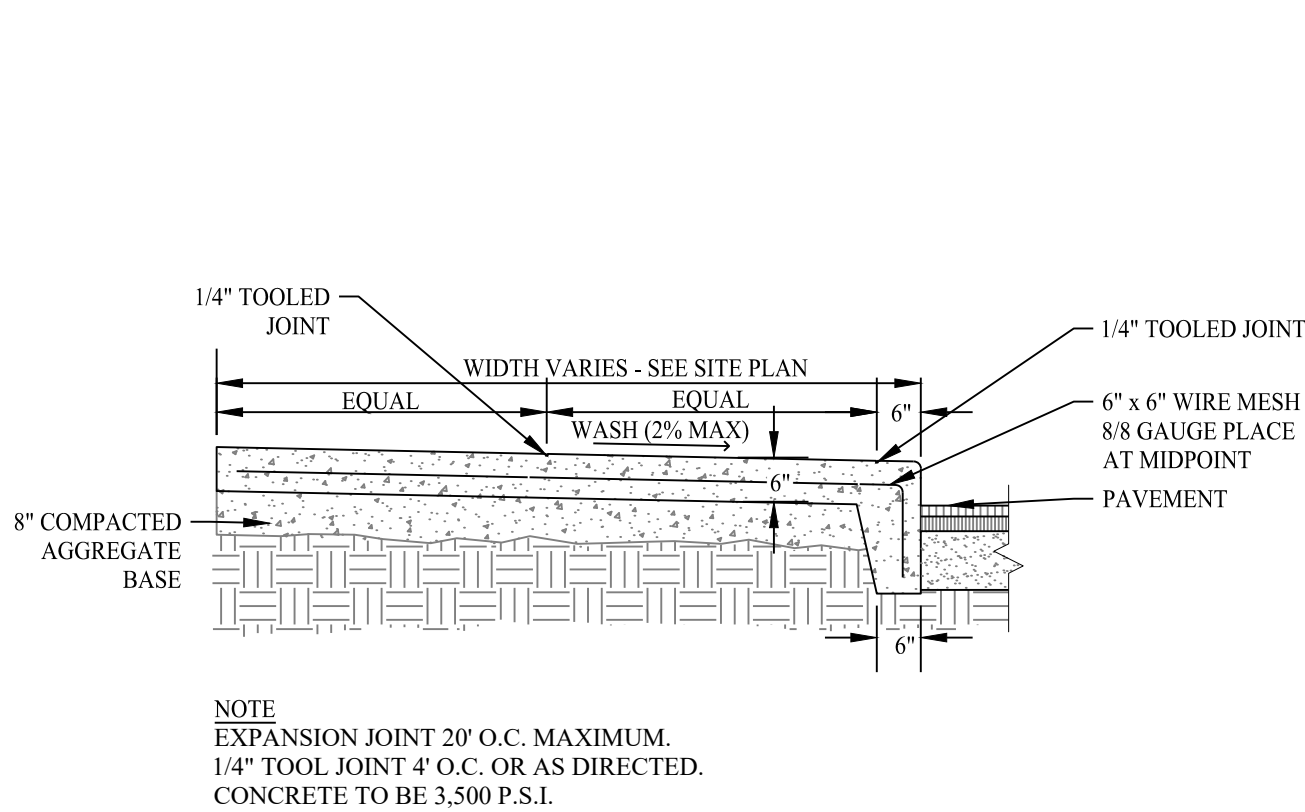 1/4" TOOLED
JOINT
1/4" TOOLED JOINT
WIDTH VARIES - SEE SITE PLAN
EQUAL
EQUAL
6"
6" x 6" WIRE MESH
8/8 GAUGE PLACE
AT MIDPOINT
WASH (2% MAX)
6"
PAVEMENT
8" COMPACTED
AGGREGATE
BASE
6"
NOTE
EXPANSION JOINT 20' O.C. MAXIMUM.
1/4" TOOL JOINT 4' O.C. OR AS DIRECTED.
CONCRETE TO BE 3,500 P.S.I.